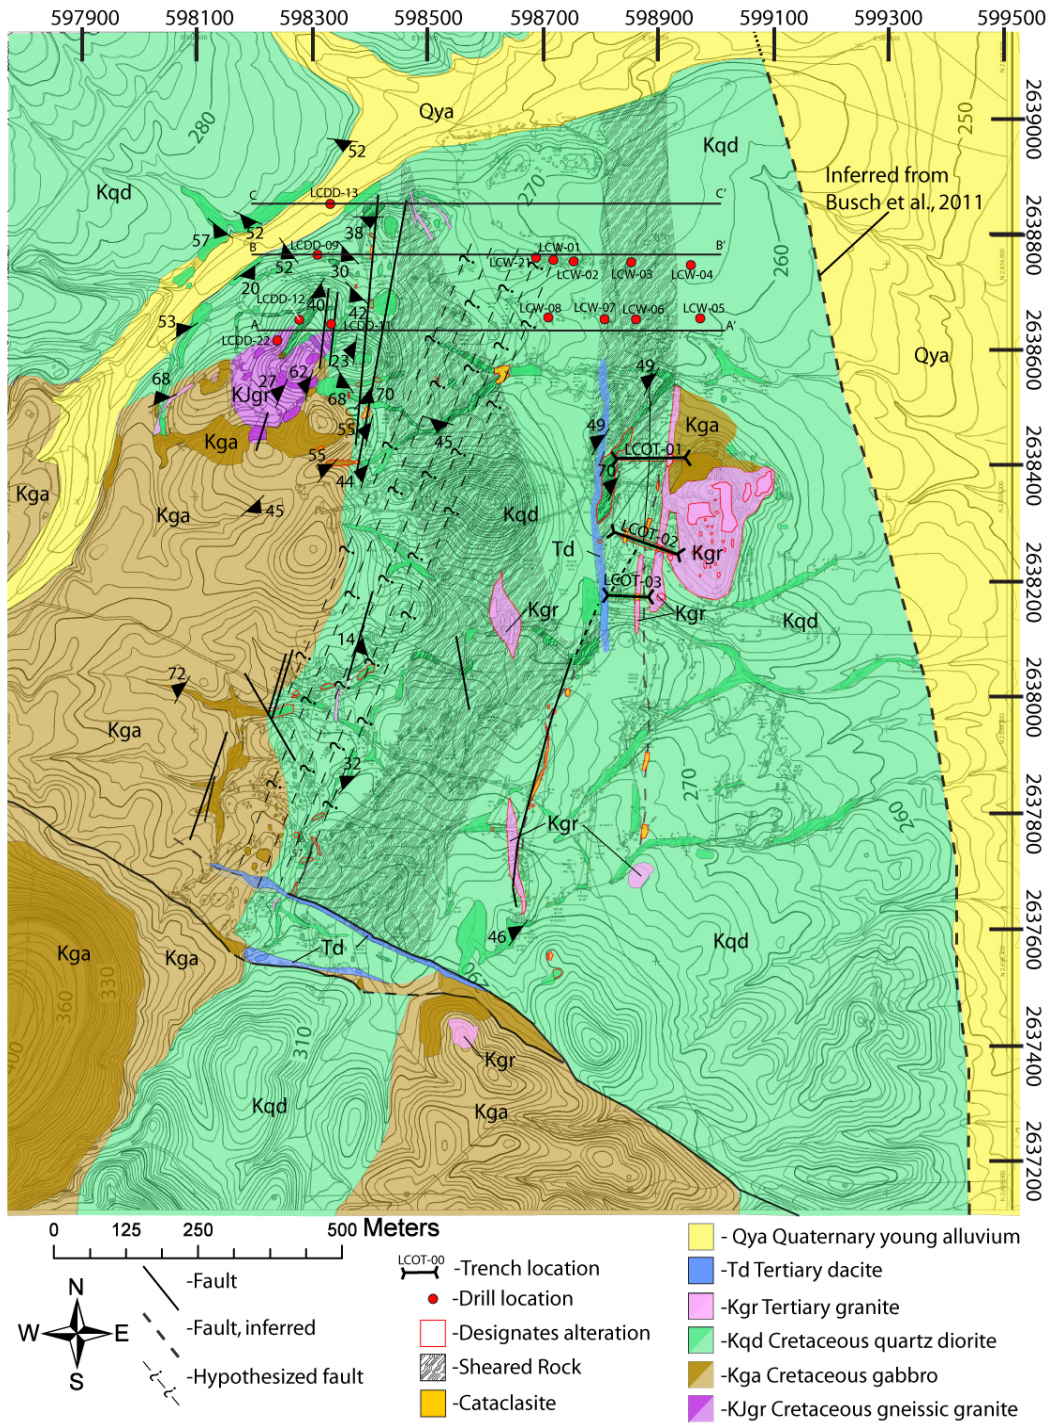 597900 598100 598300 598500 598700 598900 599100 599300 599500
2639000
2638800
2638600
2638400
2638200
2638000
2637800
2637600
2637400
2637200
Qya
250
280
52
Kqd
Kqd
Inferred from
Busch et al., 2011
LCDD-13
C
C'
270
57
52
38
260
B
B'
LCDD-09
52
30
20
LCW-21
LCW-01
LCW-02
LCW-03
LCW-04
LCDD-12
40
42
53
A
A'
LCDD-11
LCW-08
LCW-07
LCW-06
LCW-05
LCDD-22
23
Qya
68
27
62
KJgr
68
70
49
55
45
49
Kga
Kga
LCOT-01
55
44
70
Kga
Kga
45
Kqd
Td
LCOT-02
Kgr
LCOT-03
Kgr
Kgr
Kqd
14
72
Kga
32
270
260
Kgr
46
Td
Kqd
Kga
Kga
330
360
290
310
Kgr
Kqd
Kga
0 125 250 500 Meters
N
W E
S
-Fault
-Fault, inferred
-Hypothesized fault
LCOT-00
-Trench location
-Drill location
-Designates alteration
-Sheared Rock
-Cataclasite
- Qya Quaternary young alluvium
-Td Tertiary dacite
-Kgr Tertiary granite
-Kqd Cretaceous quartz diorite
-Kga Cretaceous gabbro
-KJgr Cretaceous gneissic granite